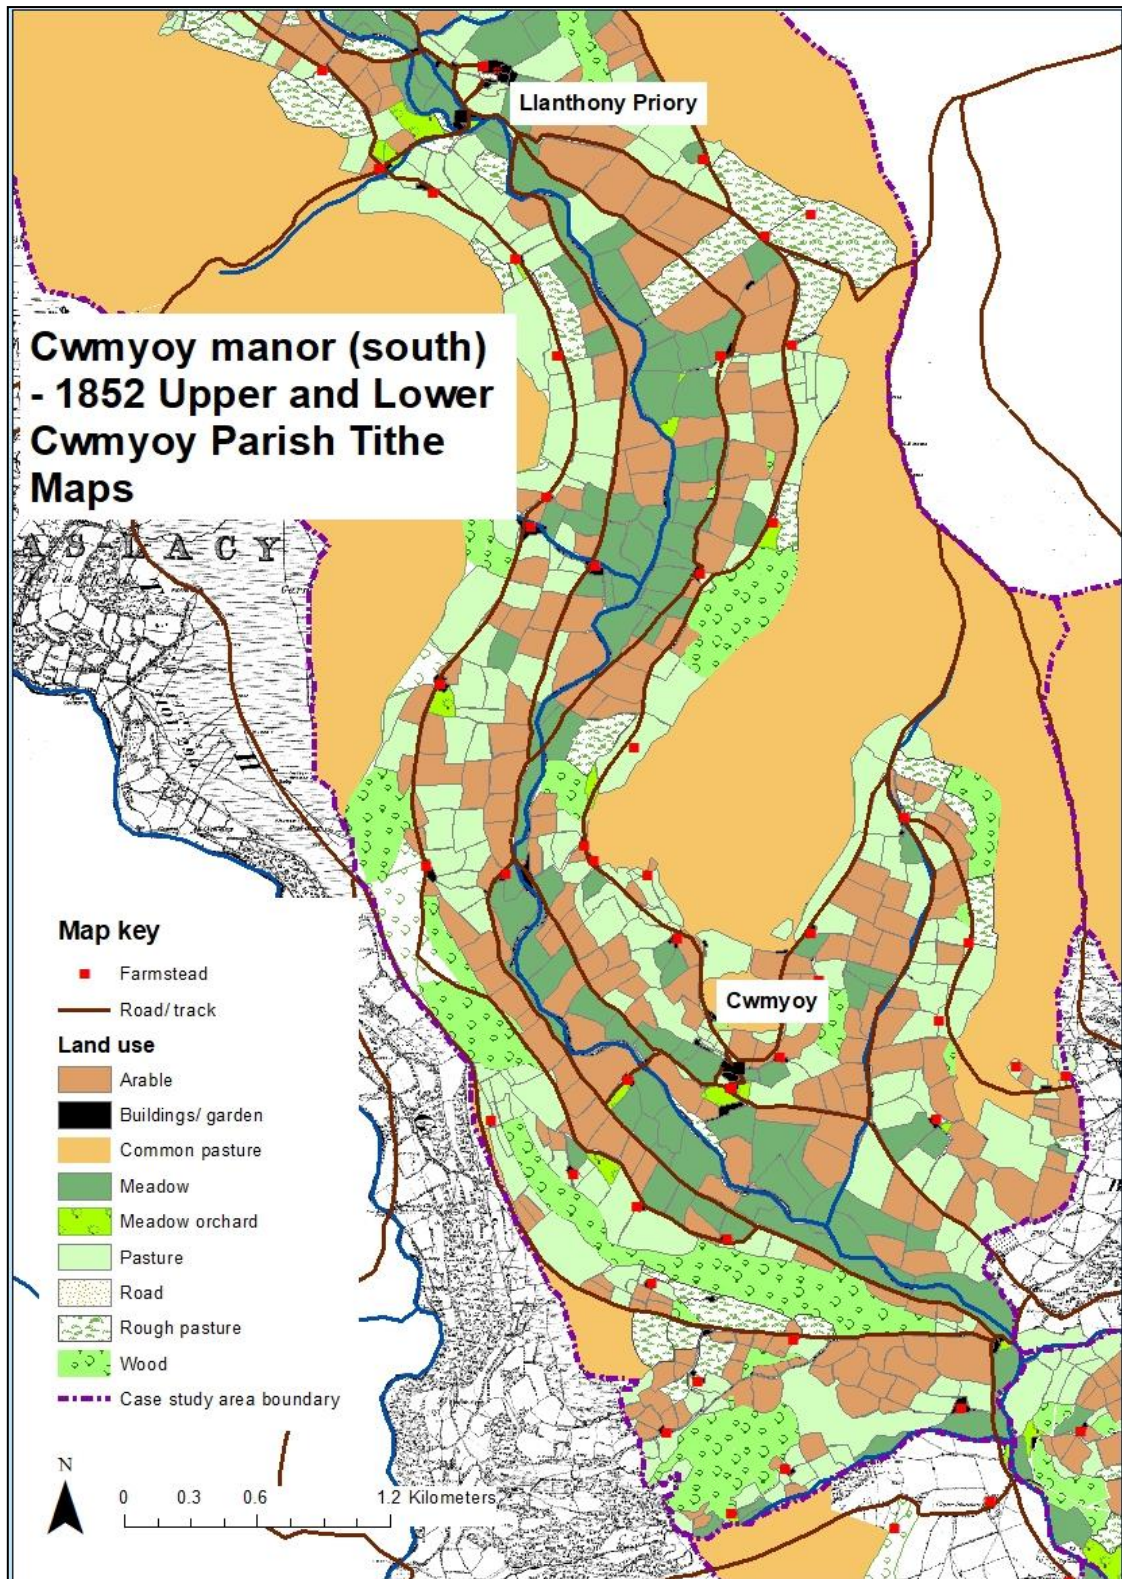 Llanthony Priory
Cwmyoy manor (south)
- 1852 Upper and Lower
Cwmyoy Parish Tithe
Maps
AS LACY
H
Cwmyoy
Map key
Farmstead
Road/ track
Land use
Arable
Buildings/ garden
Common pasture
Meadow
Meadow orchard
Pasture
Road
Rough pasture
Wood
Case study area boundary
N
0 0.3 0.6 1.2 Kilometers